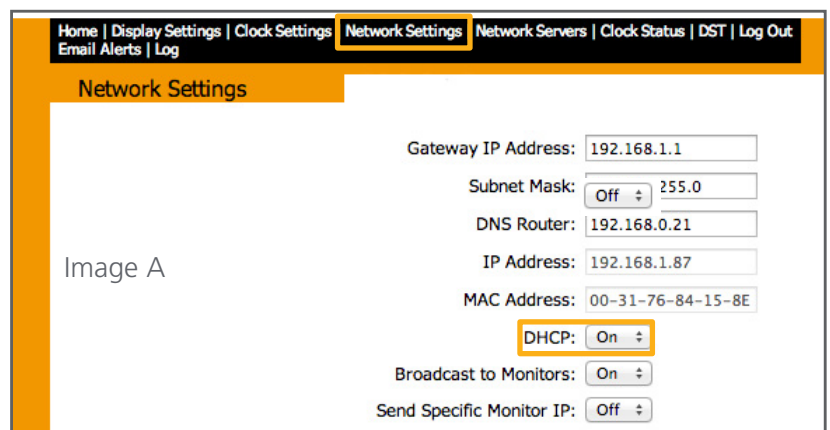 Home | Display Settings | Clock Settings | Network Settings | Network Servers | Clock Status | DST | Log Out
Email Alerts | Log
Network Settings
Gateway IP Address: 192.168.1.1
Subnet Mask: Off 255.0
DNS Router: 192.168.0.21
Image A
IP Address: 192.168.1.87
MAC Address: 00-31-76-84-15-8E
DHCP: On
Broadcast to Monitors: On
Send Specific Monitor IP: Off